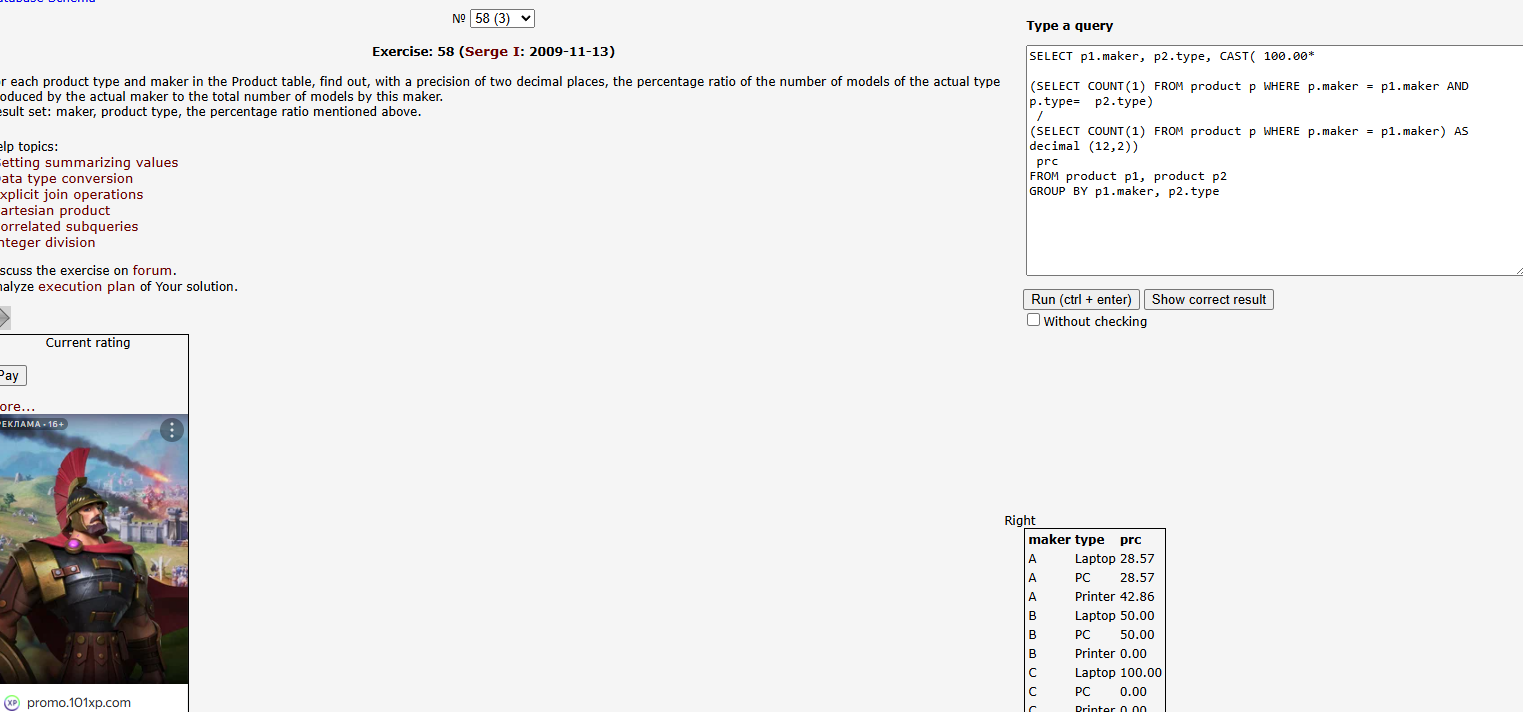 № 58 (3)
Exercise: 58 (Serge I: 2009-11-13)
r each product type and maker in the Product table, find out, with a precision of two decimal places, the percentage ratio of the number of models of the actual type
oduced by the actual maker to the total number of models by this maker.
esult set: maker, product type, the percentage ratio mentioned above.
elp topics:
etting summarizing values
ata type conversion
xplicit join operations
artesian product
orrelated subqueries
nteger division
scuss the exercise on forum.
nalyze execution plan of Your solution.
Current rating
Pay
ore...
РЕКЛАМА • 16+
XP promo.101xp.com
Type a query
SELECT p1.maker, p2.type, CAST( 100.00*
(SELECT COUNT(1) FROM product p WHERE p.maker = p1.maker AND
p.type=  p2.type)
/
(SELECT COUNT(1) FROM product p WHERE p.maker = p1.maker) AS
decimal (12,2))
prc
FROM product p1, product p2
GROUP BY p1.maker, p2.type
Run (ctrl + enter) Show correct result
Without checking
Right
maker type prc
A Laptop 28.57
A PC 28.57
A Printer 42.86
B Laptop 50.00
B PC 50.00
B Printer 0.00
C Laptop 100.00
C PC 0.00
C Printer 0.00